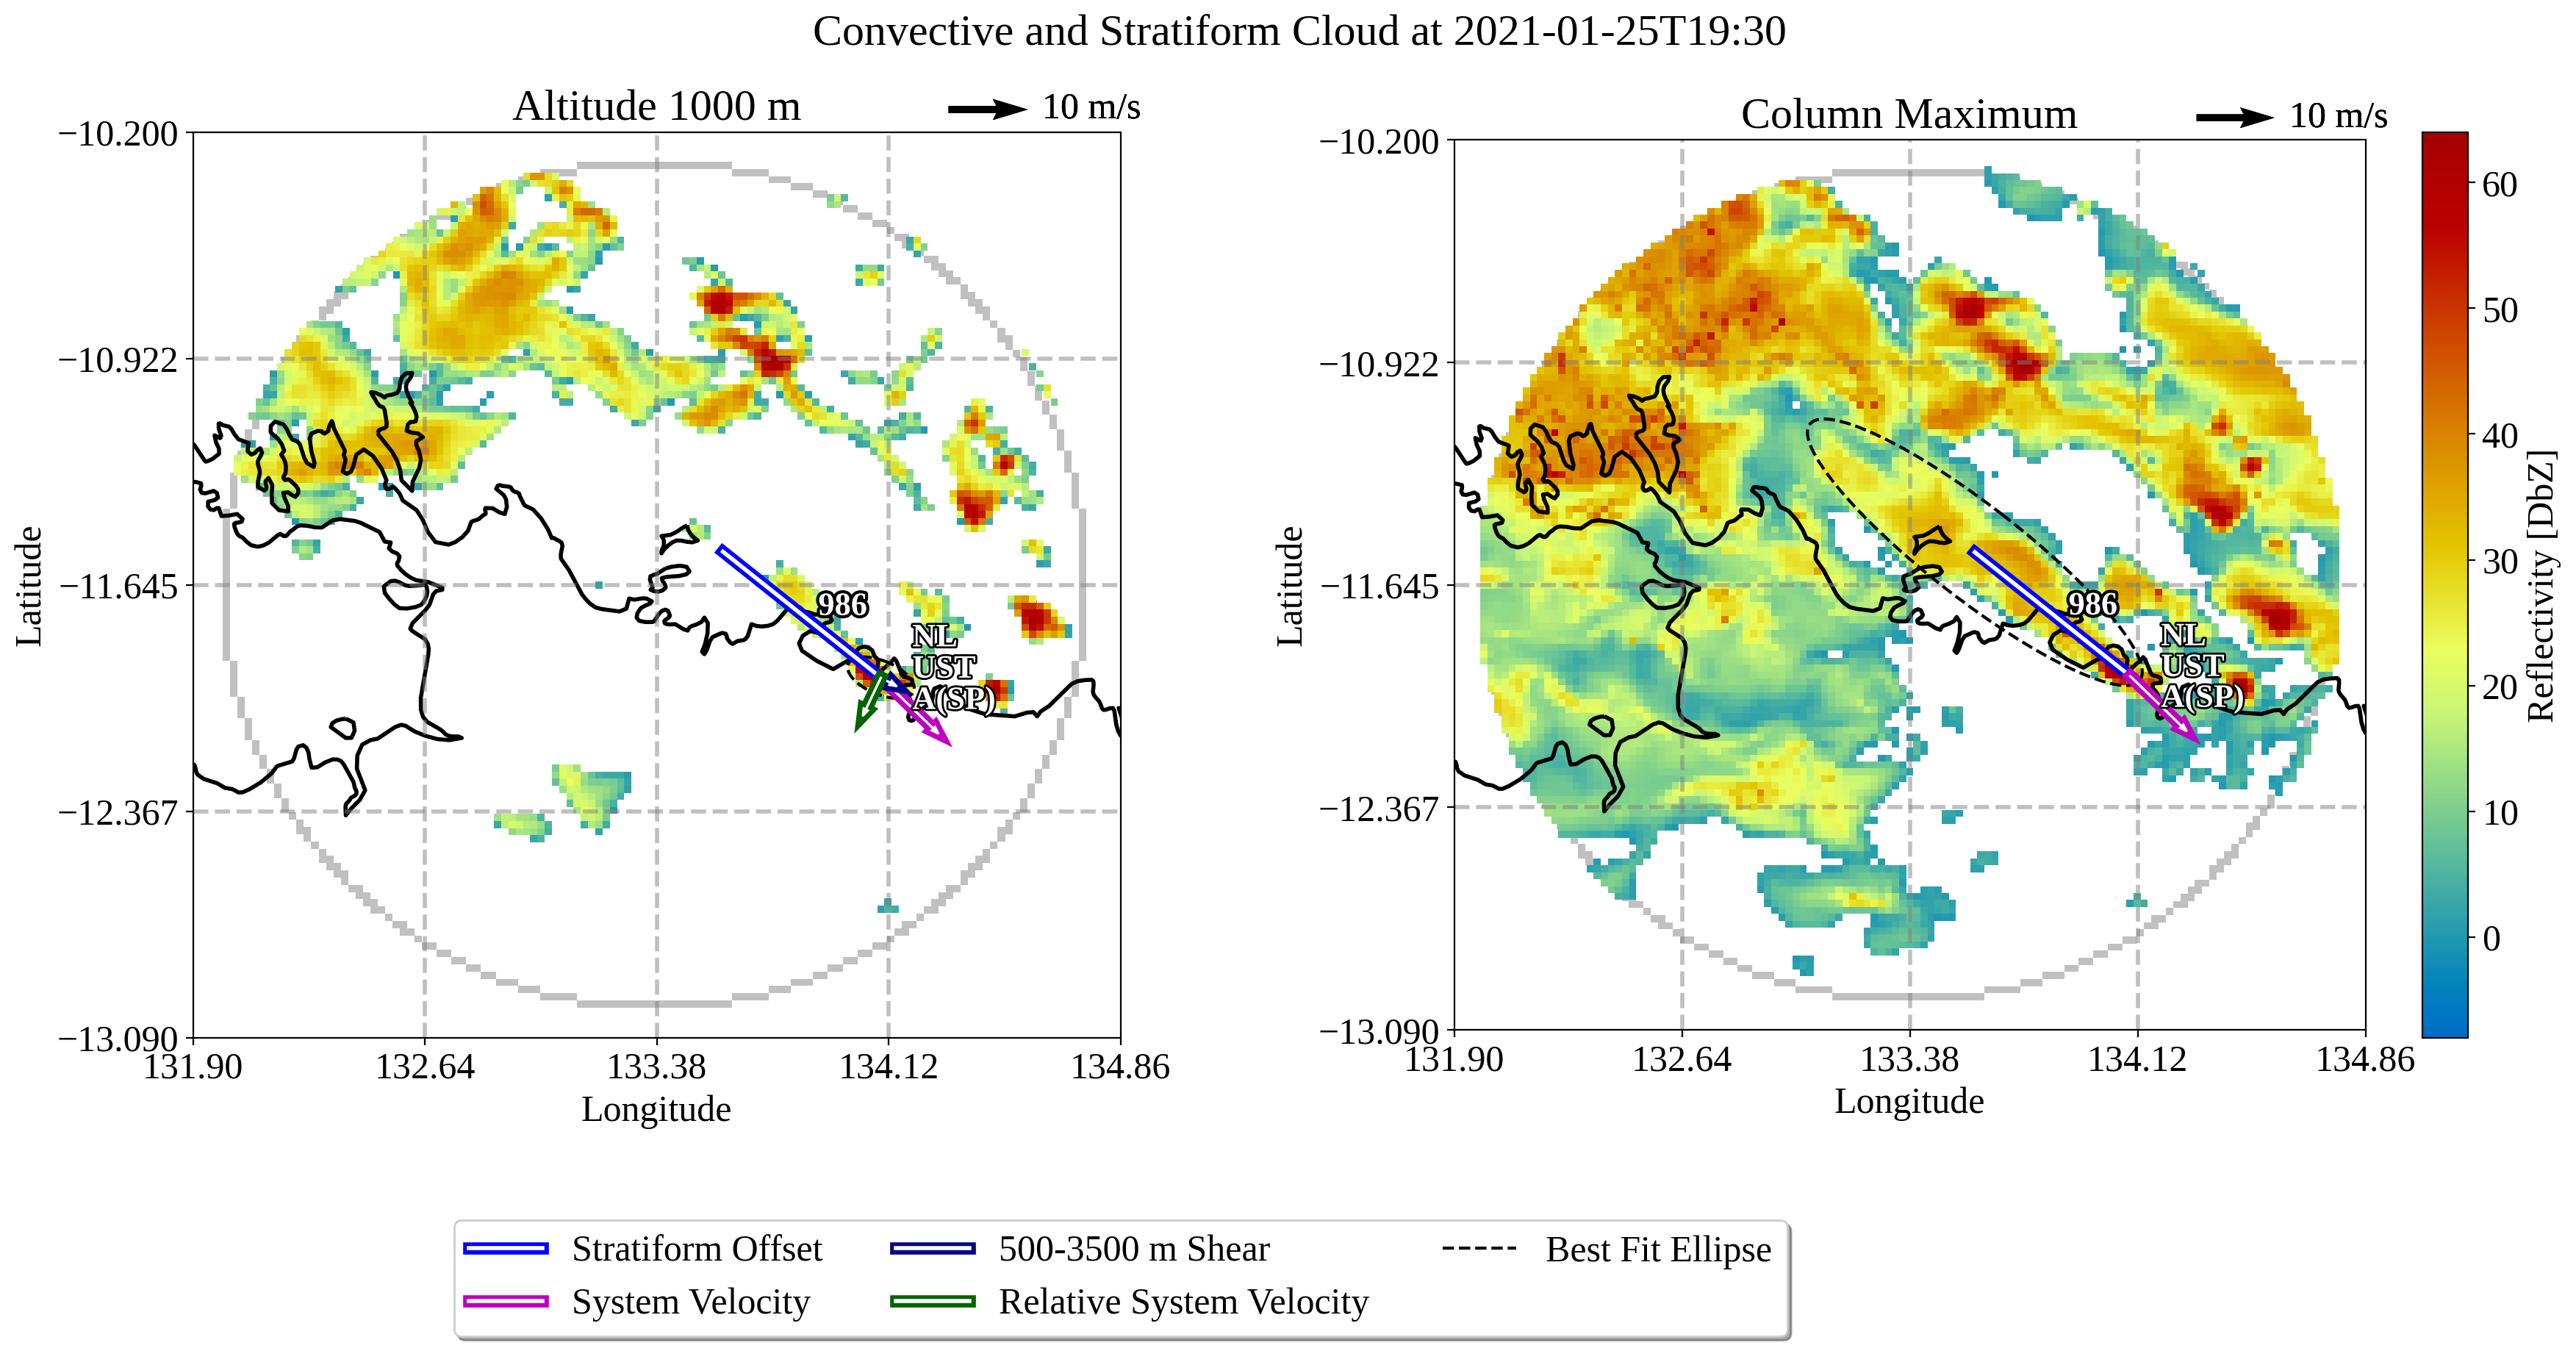 Convective and Stratiform Cloud at 2021-01-25T19:30
Altitude 1000 m
10 m/s
−10.200
−10.922
−11.645
−12.367
−13.090
Latitude
131.90
132.64
133.38
134.12
134.86
Longitude
986
NL
UST
A(SP)
Column Maximum
10 m/s
−10.200
−10.922
−11.645
−12.367
−13.090
Latitude
131.90
132.64
133.38
134.12
134.86
Longitude
986
NL
UST
A(SP)
60
50
40
30
20
10
0
Reflectivity [DbZ]
Stratiform Offset
System Velocity
500-3500 m Shear
Relative System Velocity
Best Fit Ellipse